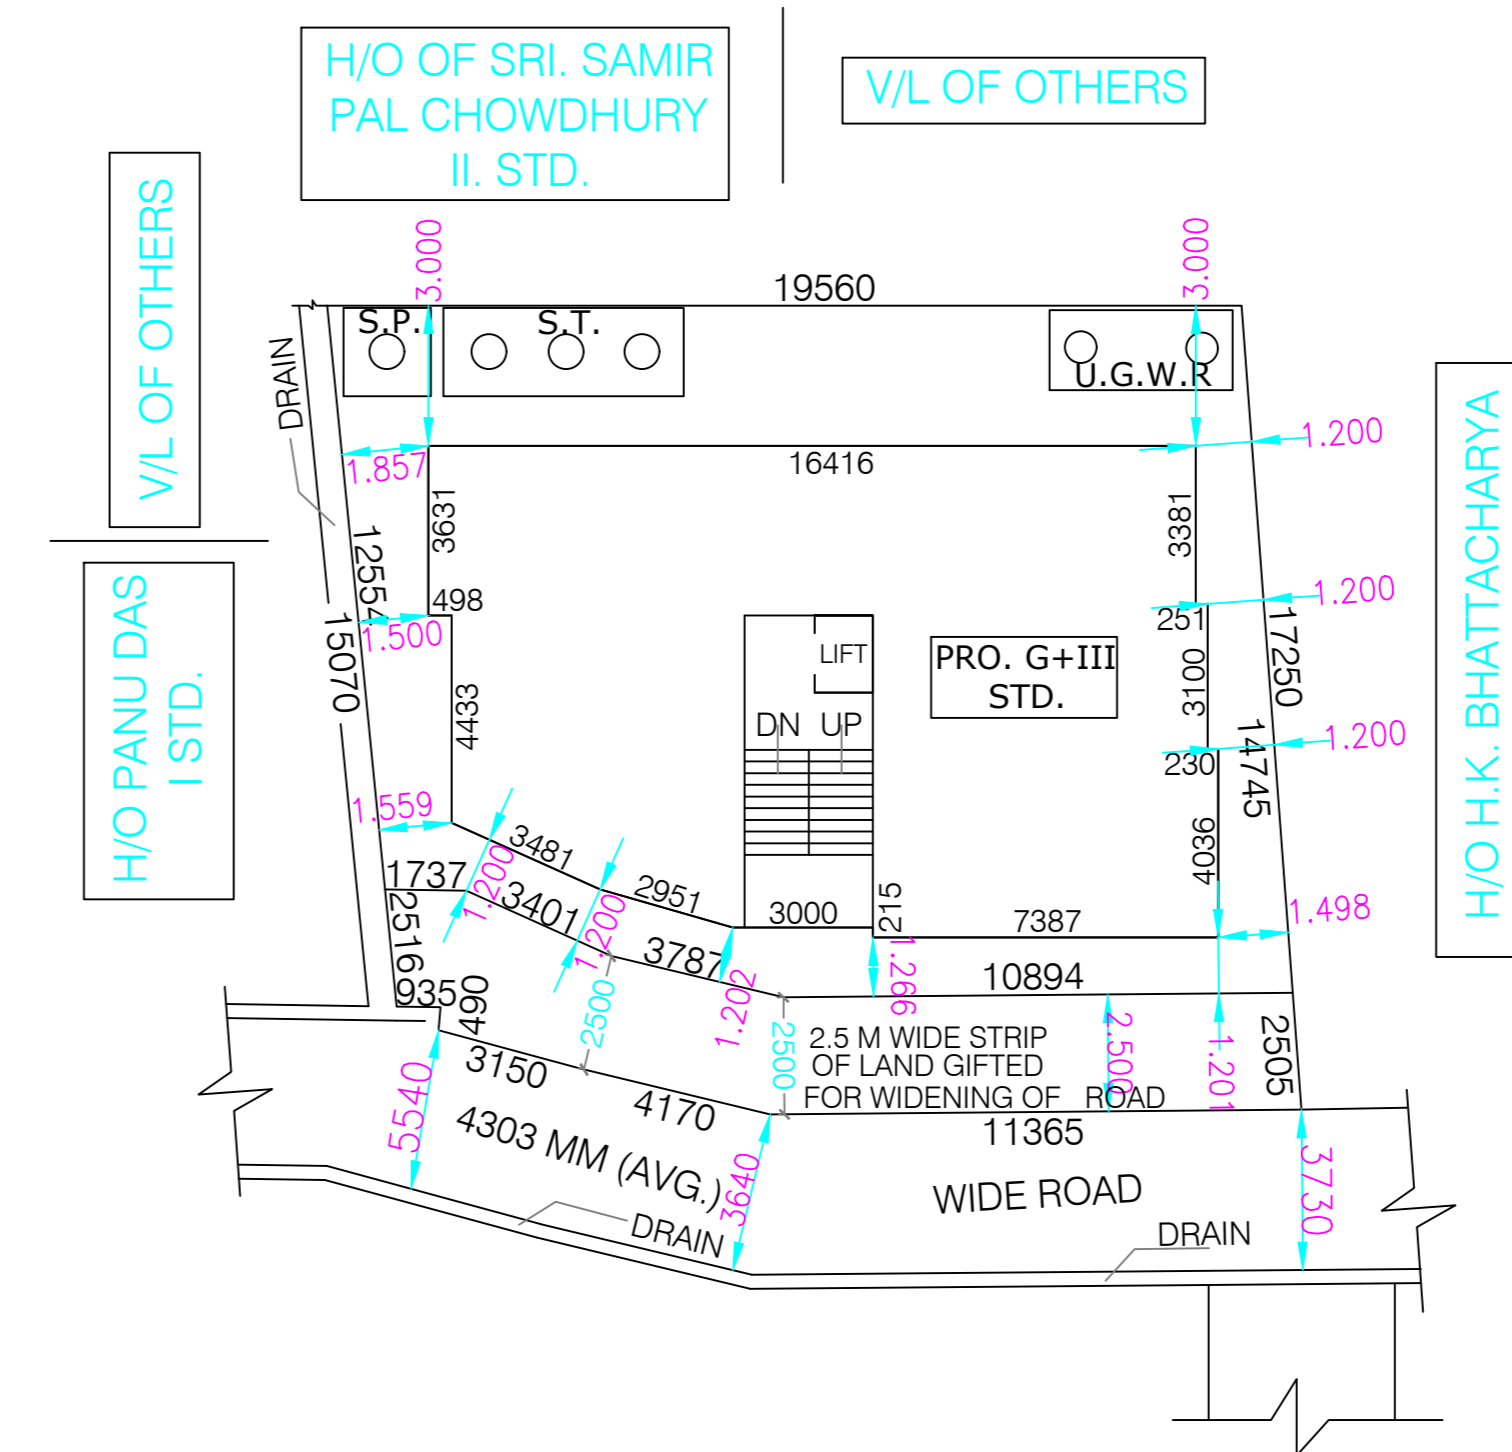 H/O OF SRI. SAMIR
PAL CHOWDHURY
II. STD.
V/L OF OTHERS
V/L OF OTHERS
H/O PANU DAS
I STD.
H/O H.K. BHATTACHARYA
3.000
19560
3.000
S.P.
S.T.
U.G.W.R
DRAIN
1.857
16416
1.200
3631
3381
12554
15070
498
1.500
251
1.200
17250
LIFT
PRO. G+III
STD.
4433
3100
DN
UP
230
1.200
14745
1.559
3481
4036
1737
1.200
3401
2951
1.200
3000
215
7387
1.498
2516
3787
1.202
1.266
10894
935
490
2500
2500
2.5 M WIDE STRIP
OF LAND GIFTED
FOR WIDENING OF ROAD
2.500
1.201
2505
3150
4170
11365
5540
4303 MM (AVG.)
3640
WIDE ROAD
3730
DRAIN
DRAIN